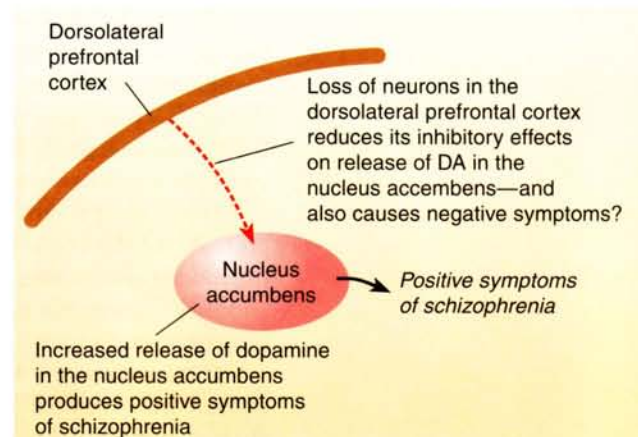 Dorsolateral
prefrontal
cortex
Loss of neurons in the
dorsolateral prefrontal cortex
reduces its inhibitory effects
on release of DA in the
nucleus accembens—and
also causes negative symptoms?
Nucleus
accumbens
Positive symptoms
of schizophrenia
Increased release of dopamine
in the nucleus accumbens
produces positive symptoms
of schizophrenia